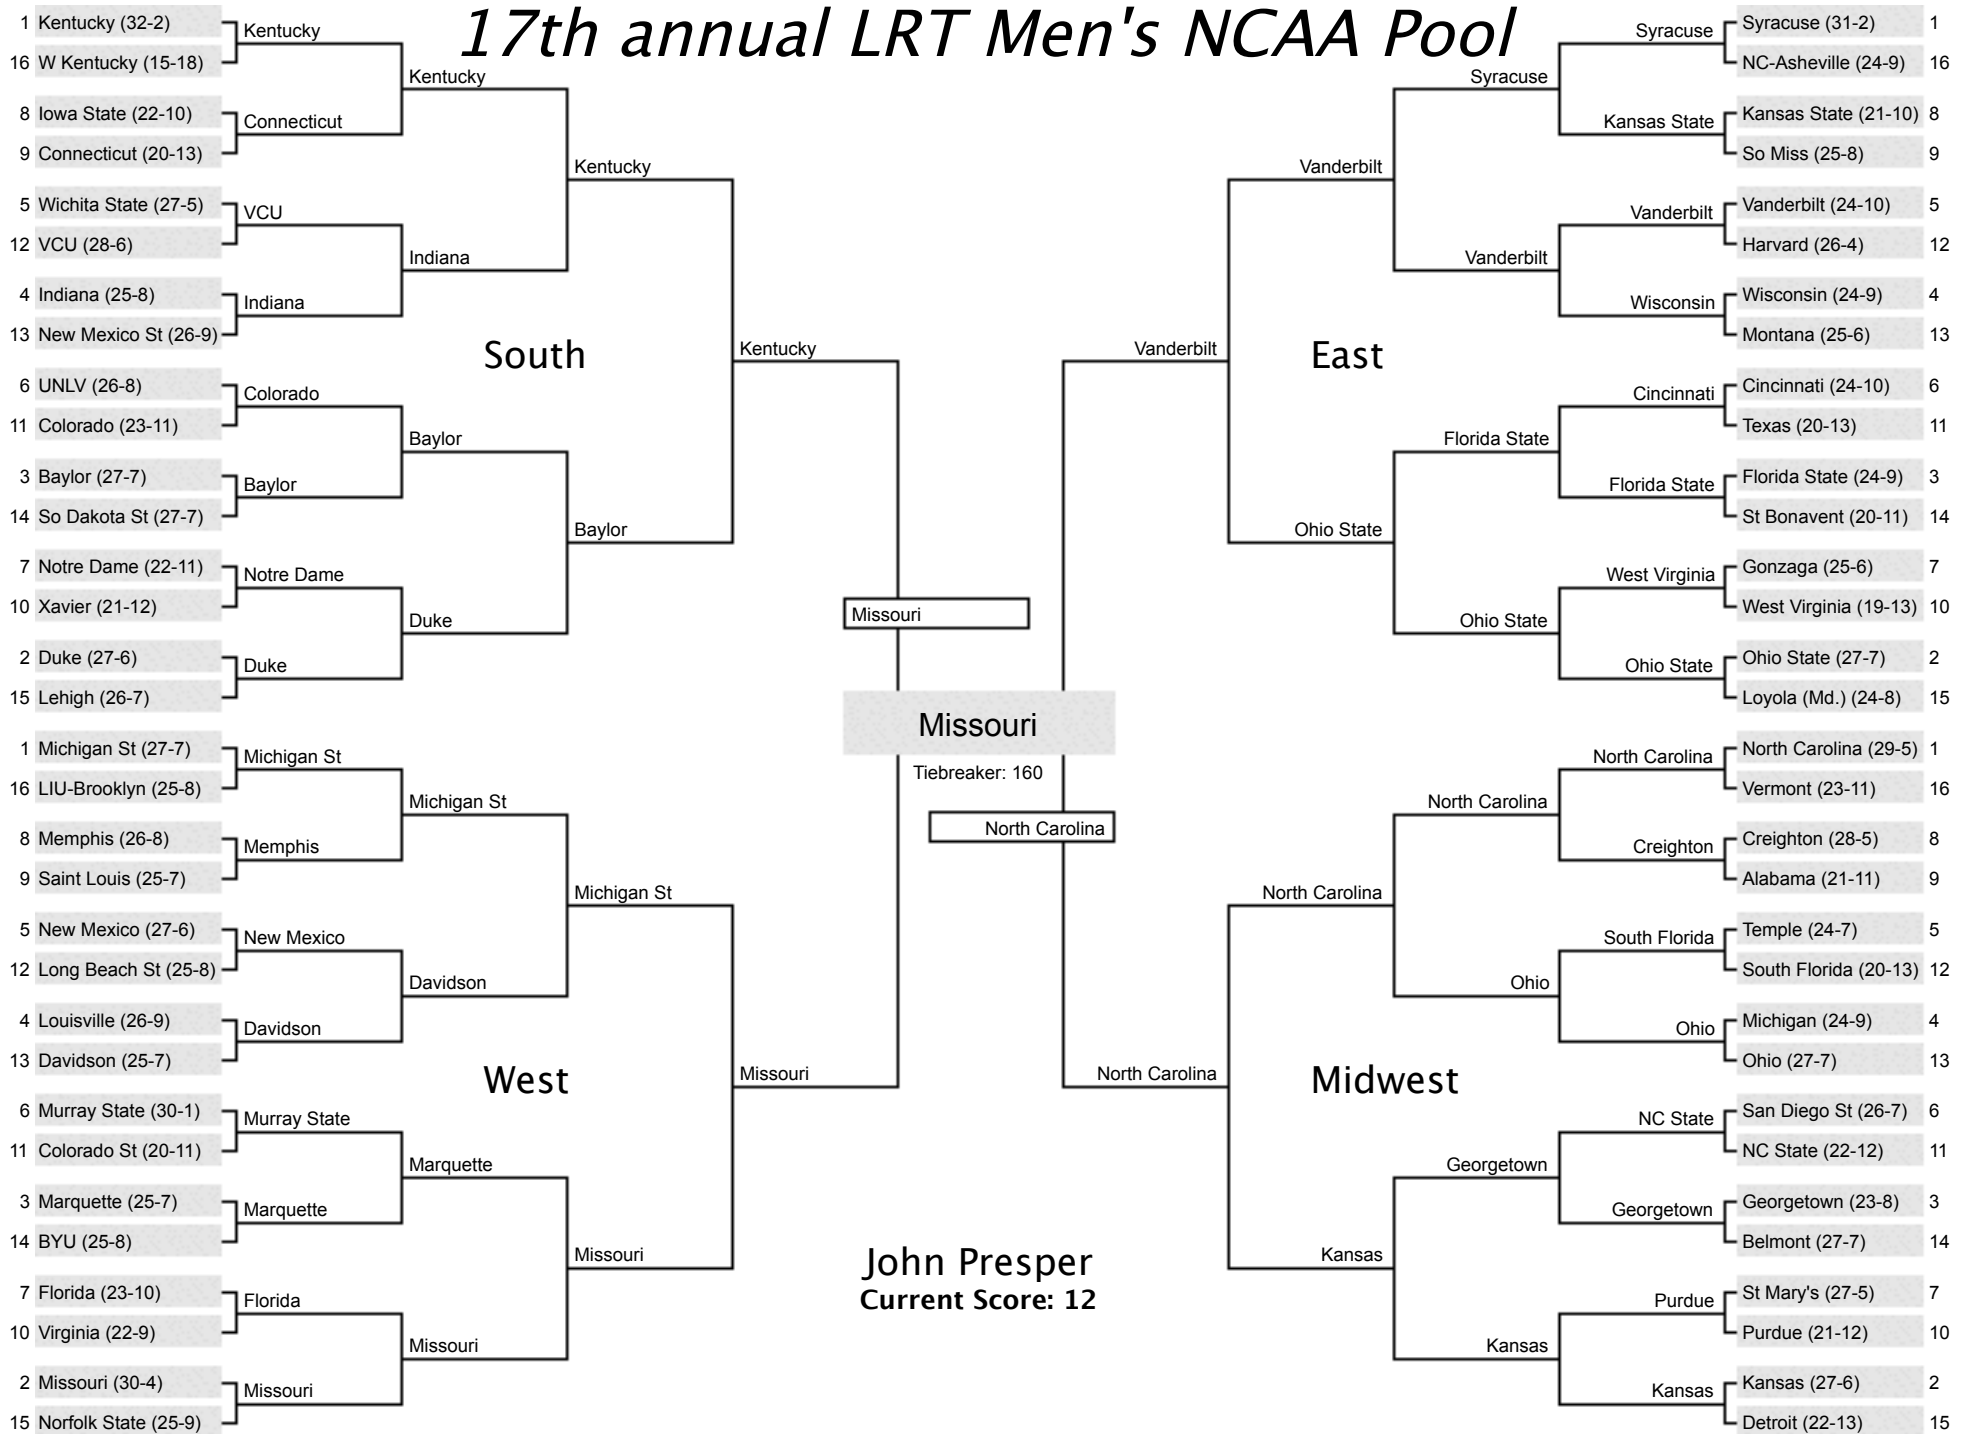 17th annual LRT Men's NCAA Pool
1 Kentucky (32-2)
16 W Kentucky (15-18)
8 Iowa State (22-10)
9 Connecticut (20-13)
5 Wichita State (27-5)
12 VCU (28-6)
4 Indiana (25-8)
13 New Mexico St (26-9)
6 UNLV (26-8)
11 Colorado (23-11)
3 Baylor (27-7)
14 So Dakota St (27-7)
7 Notre Dame (22-11)
10 Xavier (21-12)
2 Duke (27-6)
15 Lehigh (26-7)
Kentucky
Connecticut
VCU
Indiana
Colorado
Baylor
Notre Dame
Duke
Kentucky
Indiana
Baylor
Duke
Kentucky
Baylor
Kentucky
South
1 Michigan St (27-7)
16 LIU-Brooklyn (25-8)
8 Memphis (26-8)
9 Saint Louis (25-7)
5 New Mexico (27-6)
12 Long Beach St (25-8)
4 Louisville (26-9)
13 Davidson (25-7)
6 Murray State (30-1)
11 Colorado St (20-11)
3 Marquette (25-7)
14 BYU (25-8)
7 Florida (23-10)
10 Virginia (22-9)
2 Missouri (30-4)
15 Norfolk State (25-9)
Michigan St
Memphis
New Mexico
Davidson
Murray State
Marquette
Florida
Missouri
Michigan St
Davidson
Marquette
Missouri
Michigan St
Missouri
Missouri
West
Missouri
Missouri
Tiebreaker: 160
North Carolina
John Presper
Current Score: 12
Syracuse (31-2) 1
NC-Asheville (24-9) 16
Kansas State (21-10) 8
So Miss (25-8) 9
Vanderbilt (24-10) 5
Harvard (26-4) 12
Wisconsin (24-9) 4
Montana (25-6) 13
Cincinnati (24-10) 6
Texas (20-13) 11
Florida State (24-9) 3
St Bonavent (20-11) 14
Gonzaga (25-6) 7
West Virginia (19-13) 10
Ohio State (27-7) 2
Loyola (Md.) (24-8) 15
Syracuse
Kansas State
Vanderbilt
Wisconsin
Cincinnati
Florida State
West Virginia
Ohio State
Syracuse
Vanderbilt
Florida State
Ohio State
Vanderbilt
Ohio State
Vanderbilt
East
North Carolina (29-5) 1
Vermont (23-11) 16
Creighton (28-5) 8
Alabama (21-11) 9
Temple (24-7) 5
South Florida (20-13) 12
Michigan (24-9) 4
Ohio (27-7) 13
San Diego St (26-7) 6
NC State (22-12) 11
Georgetown (23-8) 3
Belmont (27-7) 14
St Mary's (27-5) 7
Purdue (21-12) 10
Kansas (27-6) 2
Detroit (22-13) 15
North Carolina
Creighton
South Florida
Ohio
NC State
Georgetown
Purdue
Kansas
North Carolina
Ohio
Georgetown
Kansas
North Carolina
Kansas
North Carolina
Midwest